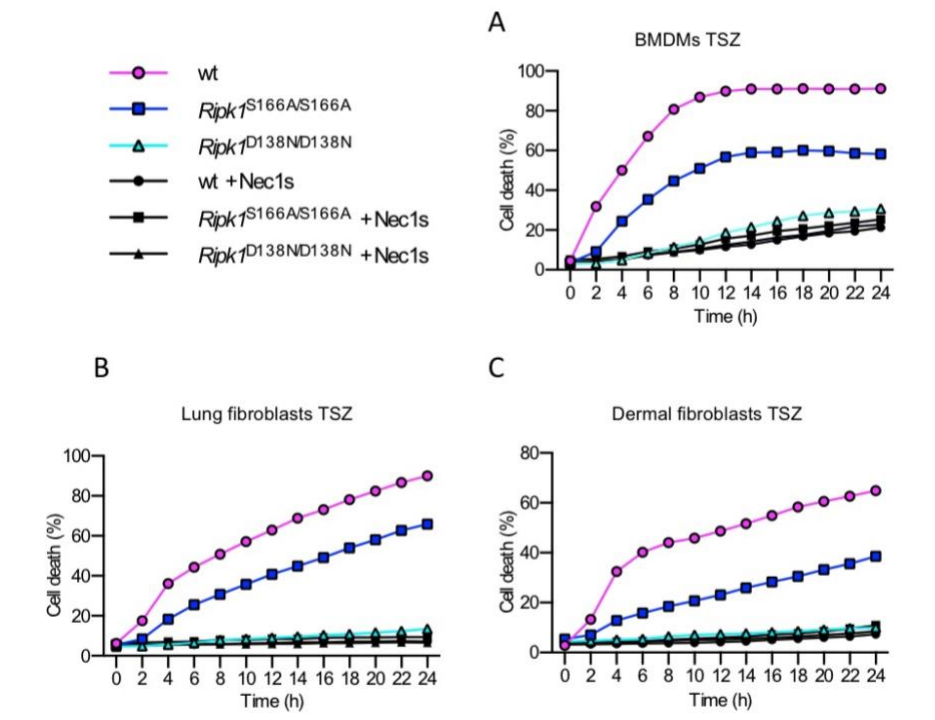 A
BMDMs TSZ
wt
Ripk1S166A/S166A
Ripk1D138N/D138N
wt +Nec1s
Ripk1S166A/S166A +Nec1s
Ripk1D138N/D138N +Nec1s
Cell death (%)
100
80
60
40
20
0
0 2 4 6 8 10 12 14 16 18 20 22 24
Time (h)
B
Lung fibroblasts TSZ
Cell death (%)
100
80
60
40
20
0
0 2 4 6 8 10 12 14 16 18 20 22 24
Time (h)
C
Dermal fibroblasts TSZ
Cell death (%)
80
60
40
20
0
0 2 4 6 8 10 12 14 16 18 20 22 24
Time (h)